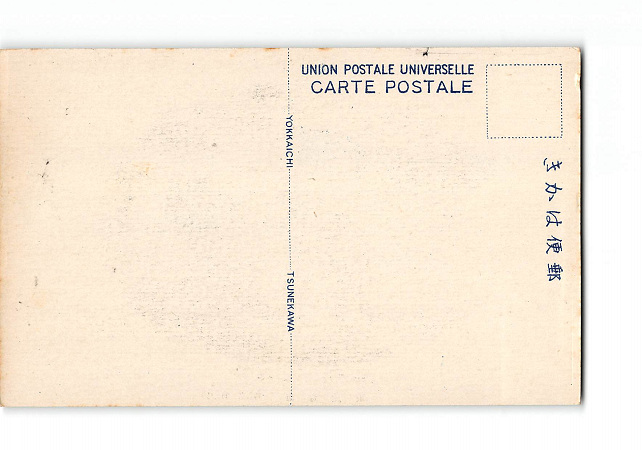 UNION POSTALE UNIVERSELLE
CARTE POSTALE
YOKKAICHI
TSUNEKAWA
きかは便郵